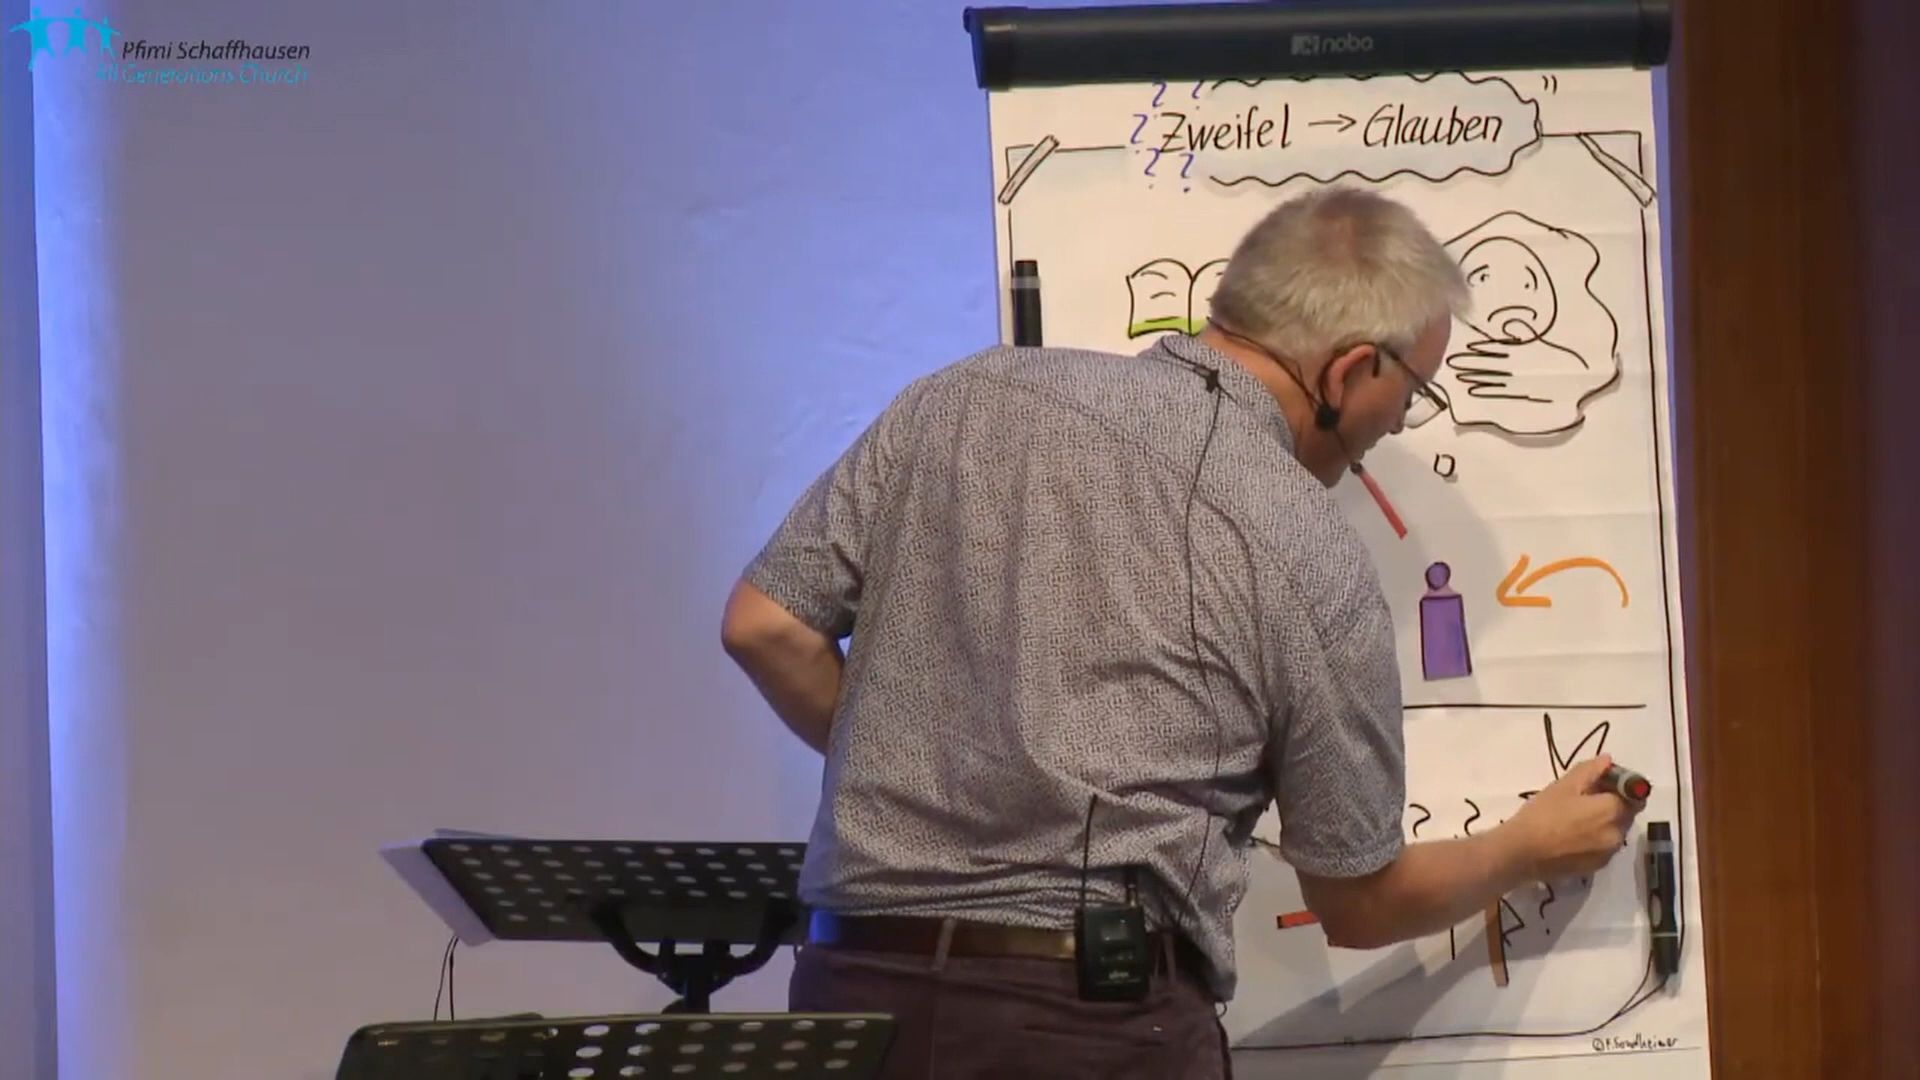 Pfimi Schaffhausen
All Generations Church
nobo
? ?
? Zweifel → Glauben
? ?
? ?
?